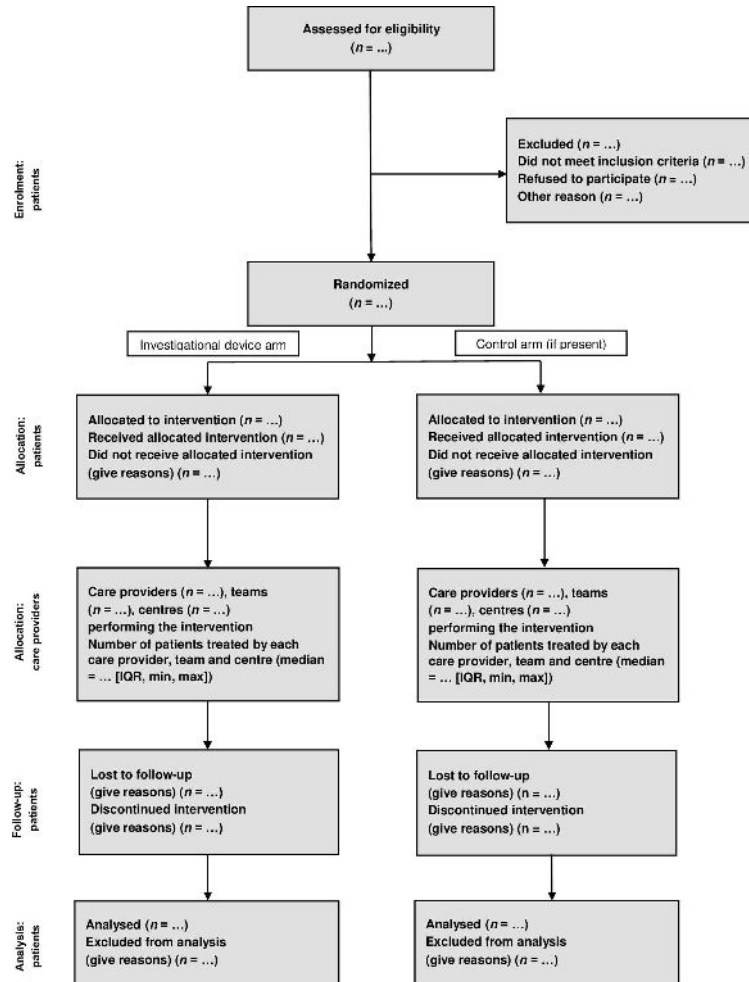 Assessed for eligibility
(n = ...)
Enrolment:
patients
Excluded (n = …)
Did not meet inclusion criteria (n = …)
Refused to participate (n = …)
Other reason (n = …)
Randomized
(n = …)
Investigational device arm
Control arm (if present)
Allocation:
patients
Allocated to intervention (n = …)
Received allocated intervention (n = …)
Did not receive allocated intervention
(give reasons) (n = …)
Allocated to intervention (n = …)
Received allocated intervention (n = …)
Did not receive allocated intervention
(give reasons) (n = …)
Allocation:
care providers
Care providers (n = …), teams
(n = …), centres (n = …)
performing the intervention
Number of patients treated by each
care provider, team and centre (median
= … [IQR, min, max])
Care providers (n = …), teams
(n = …), centres (n = …)
performing the intervention
Number of patients treated by each
care provider, team and centre (median
= … [IQR, min, max])
Follow-up:
patients
Lost to follow-up
(give reasons) (n = …)
Discontinued intervention
(give reasons) (n = …)
Lost to follow-up
(give reasons) (n = …)
Discontinued intervention
(give reasons) (n = …)
Analysis:
patients
Analysed (n = …)
Excluded from analysis
(give reasons) (n = …)
Analysed (n = …)
Excluded from analysis
(give reasons) (n = …)